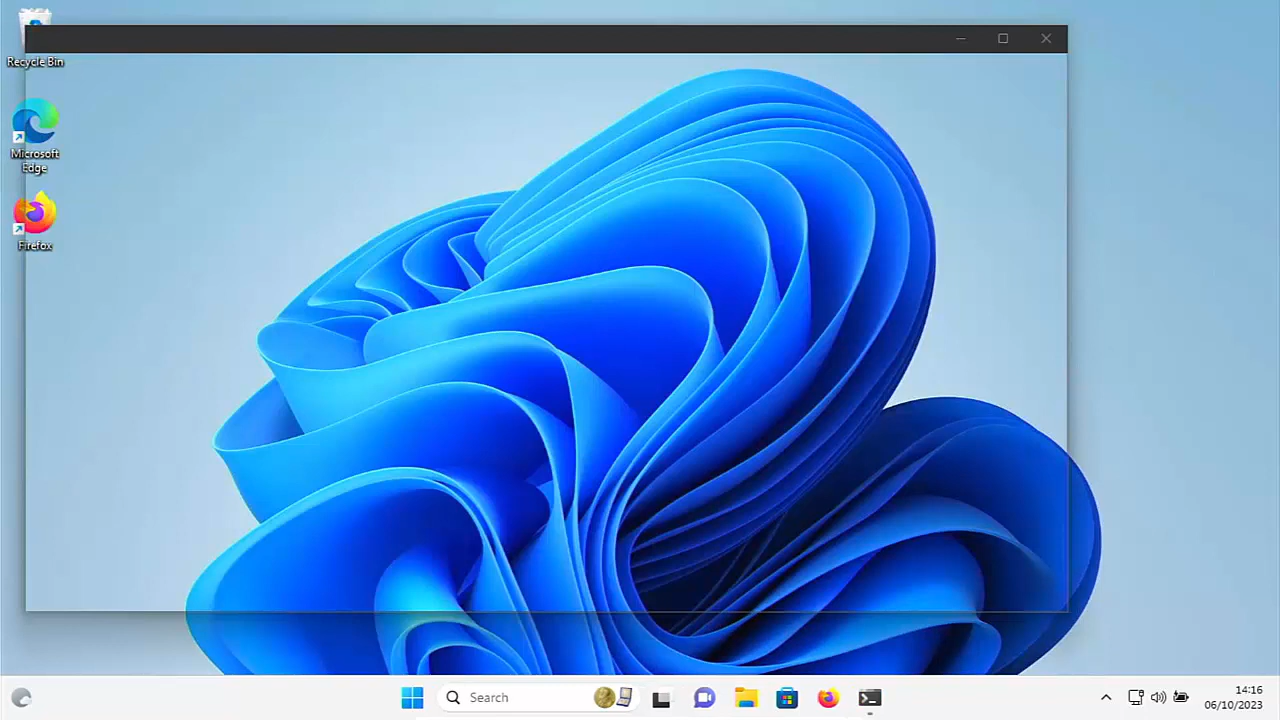 Recycle Bin
Microsoft
Edge
Firefox
Search
14:16
06/10/2023